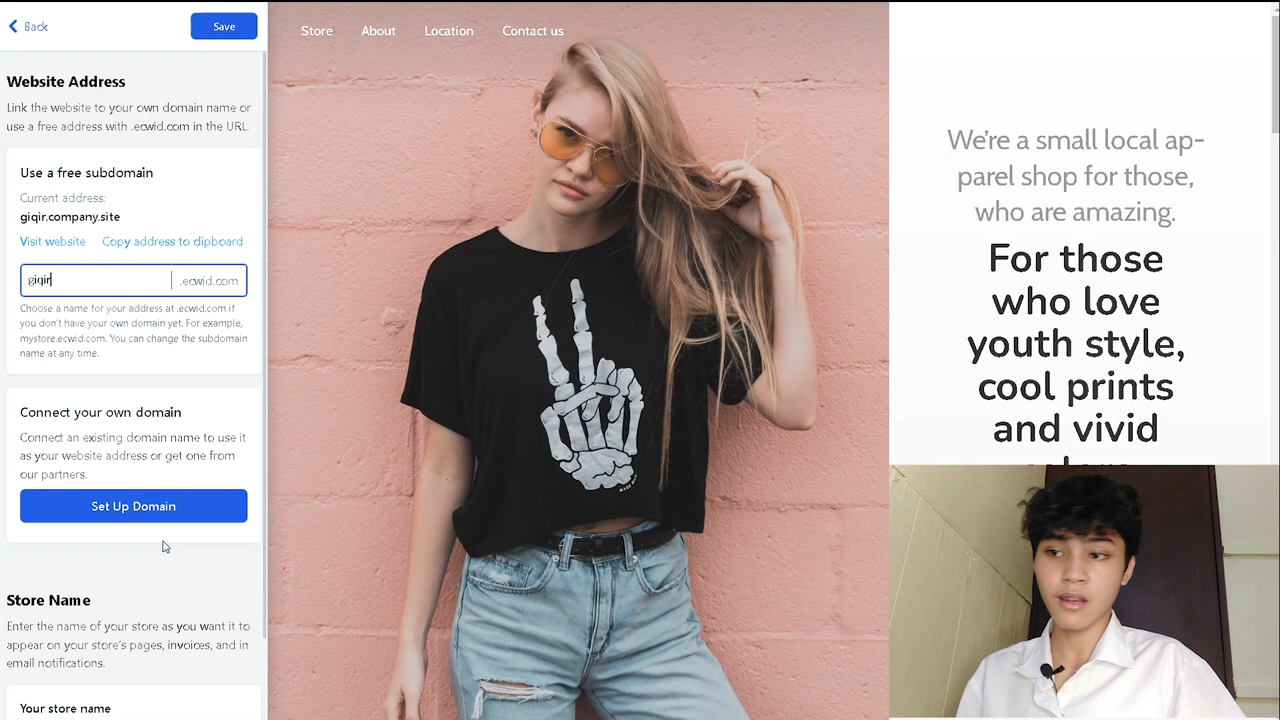 Back
Save
Website Address
Link the website to your own domain name or
use a free address with .ecwid.com in the URL.
Use a free subdomain
Current address:
giqir.company.site
Visit website Copy address to clipboard
giqir .ecwid.com
Choose a name for your address at .ecwid.com if
you don't have your own domain yet. For example,
mystore.ecwid.com. You can change the subdomain
name at any time.
Connect your own domain
Connect an existing domain name to use it
as your website address or get one from
our partners.
Set Up Domain
Store Name
Enter the name of your store as you want it to
appear on your store's pages, invoices, and in
email notifications.
Your store name
Store About Location Contact us
We're a small local ap-
parel shop for those,
who are amazing.
For those
who love
youth style,
cool prints
and vivid